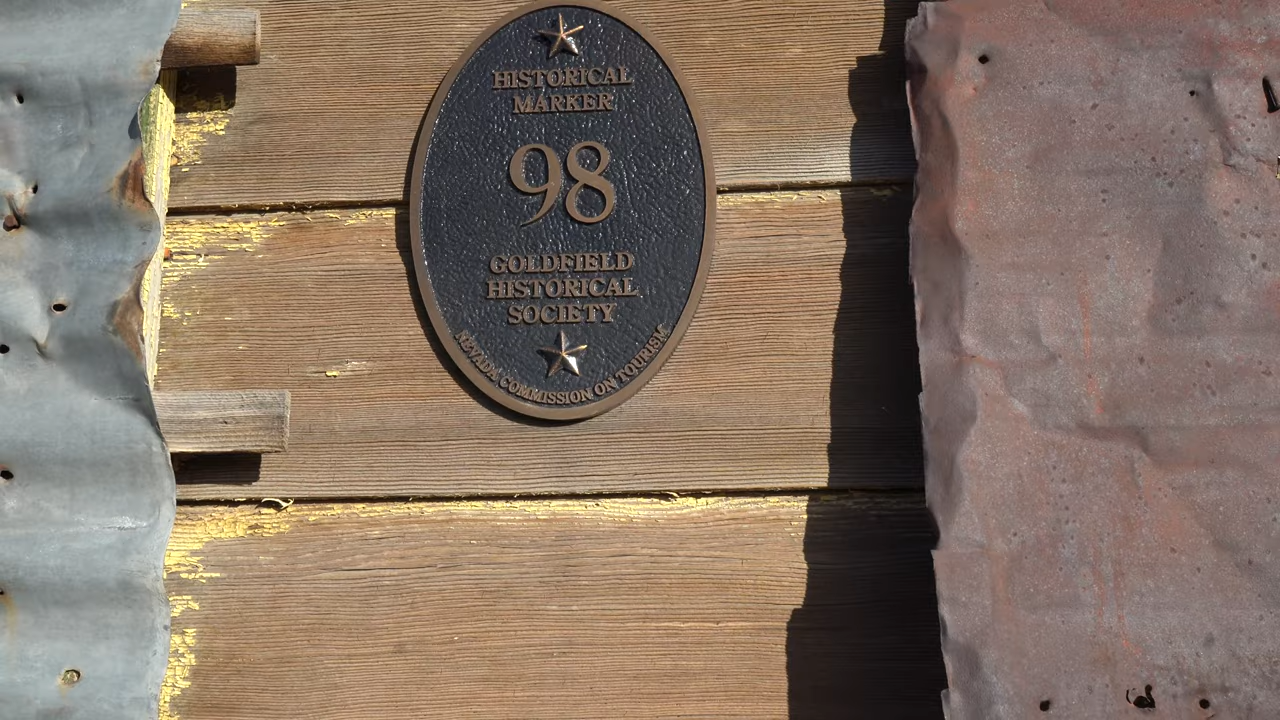 HISTORICAL
MARKER
98
GOLDFIELD
HISTORICAL
SOCIETY
NEVADA COMMISSION ON TOURISM